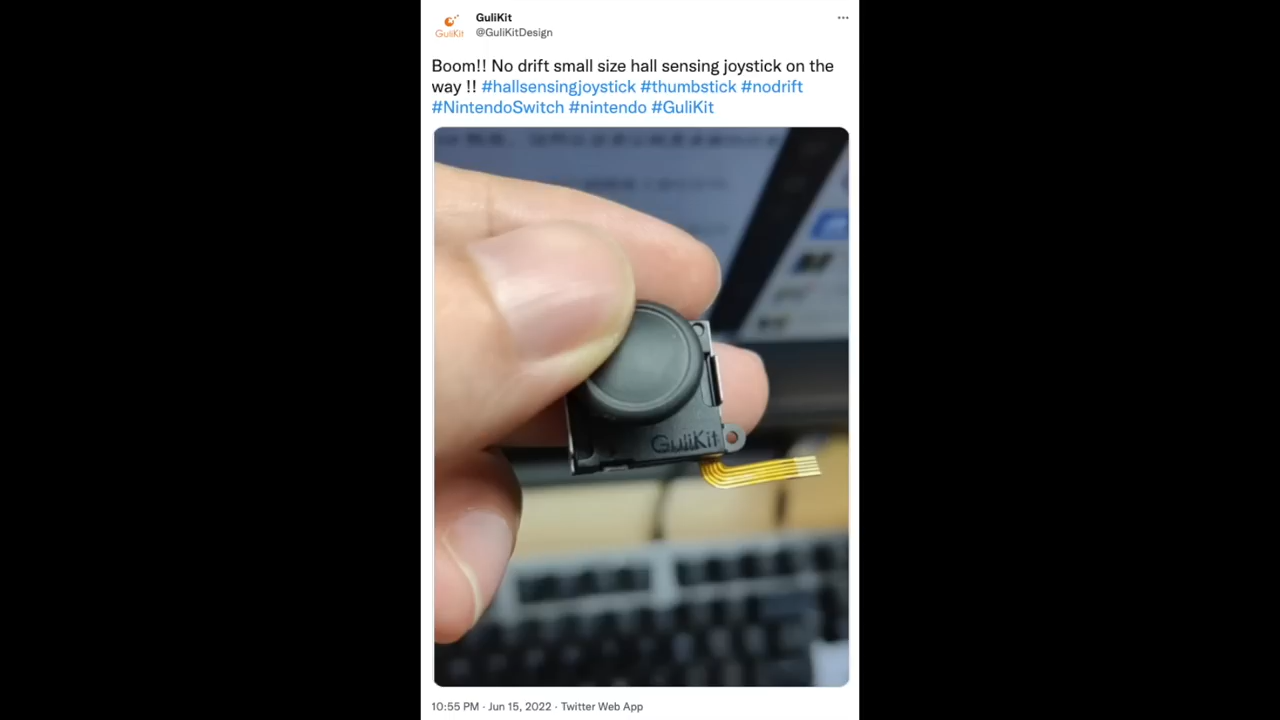 GuliKit
GuliKit
@GuliKitDesign
Boom!! No drift small size hall sensing joystick on the
way !! #hallsensingjoystick #thumbstick #nodrift
#NintendoSwitch #nintendo #GuliKit
GuliKit
10:55 PM · Jun 15, 2022 · Twitter Web App